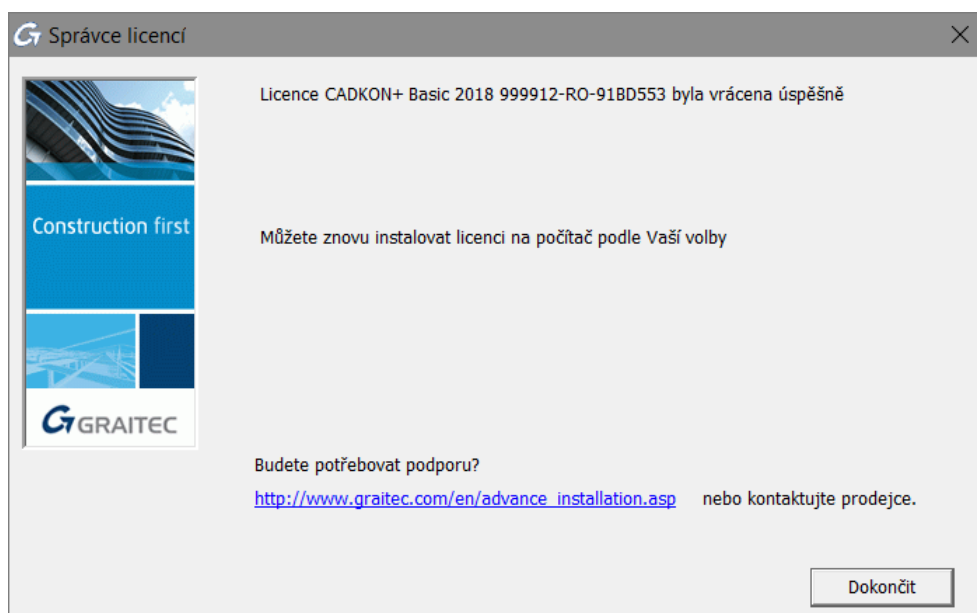 Správce licencí
Licence CADKON+ Basic 2018 999912-RO-91BD553 byla vrácena úspěšně
Construction first
Můžete znovu instalovat licenci na počítač podle Vaší volby
GRAITEC
Budete potřebovat podporu?
http://www.graitec.com/en/advance_installation.asp nebo kontaktujte prodejce.
Dokončit